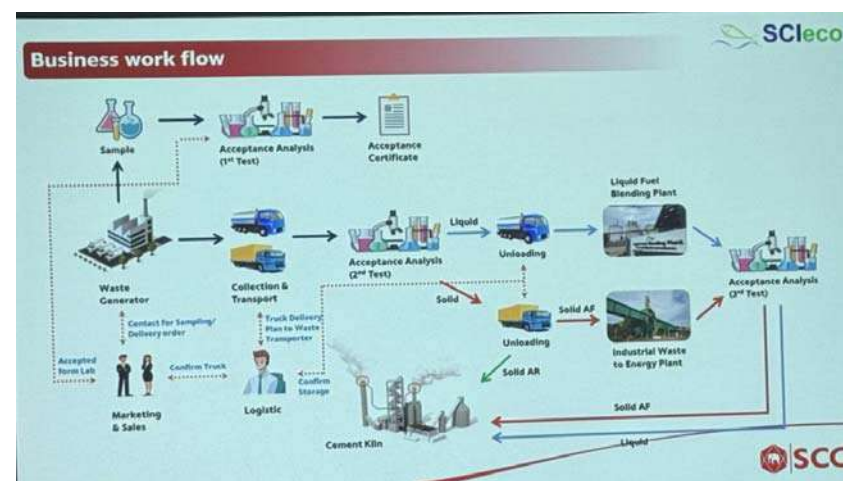 SCIeco
Business work flow
Sample
Acceptance Analysis
(1st Test)
Acceptance
Certificate
Liquid Fuel
Blending Plant
Liquid
Waste
Generator
Collection &
Transport
Acceptance Analysis
(2nd Test)
Unloading
Acceptance Analysis
(3rd Test)
Solid
Solid AF
Contact for Sampling/
Delivery order
Truck Delivery
Plan to Waste
Transporter
Unloading
Industrial Waste
to Energy Plant
Accepted
form Lab
Confirm Truck
Confirm
Storage
Solid AR
Marketing
& Sales
Logistic
Cement Kiln
Solid AF
Liquid
SCG